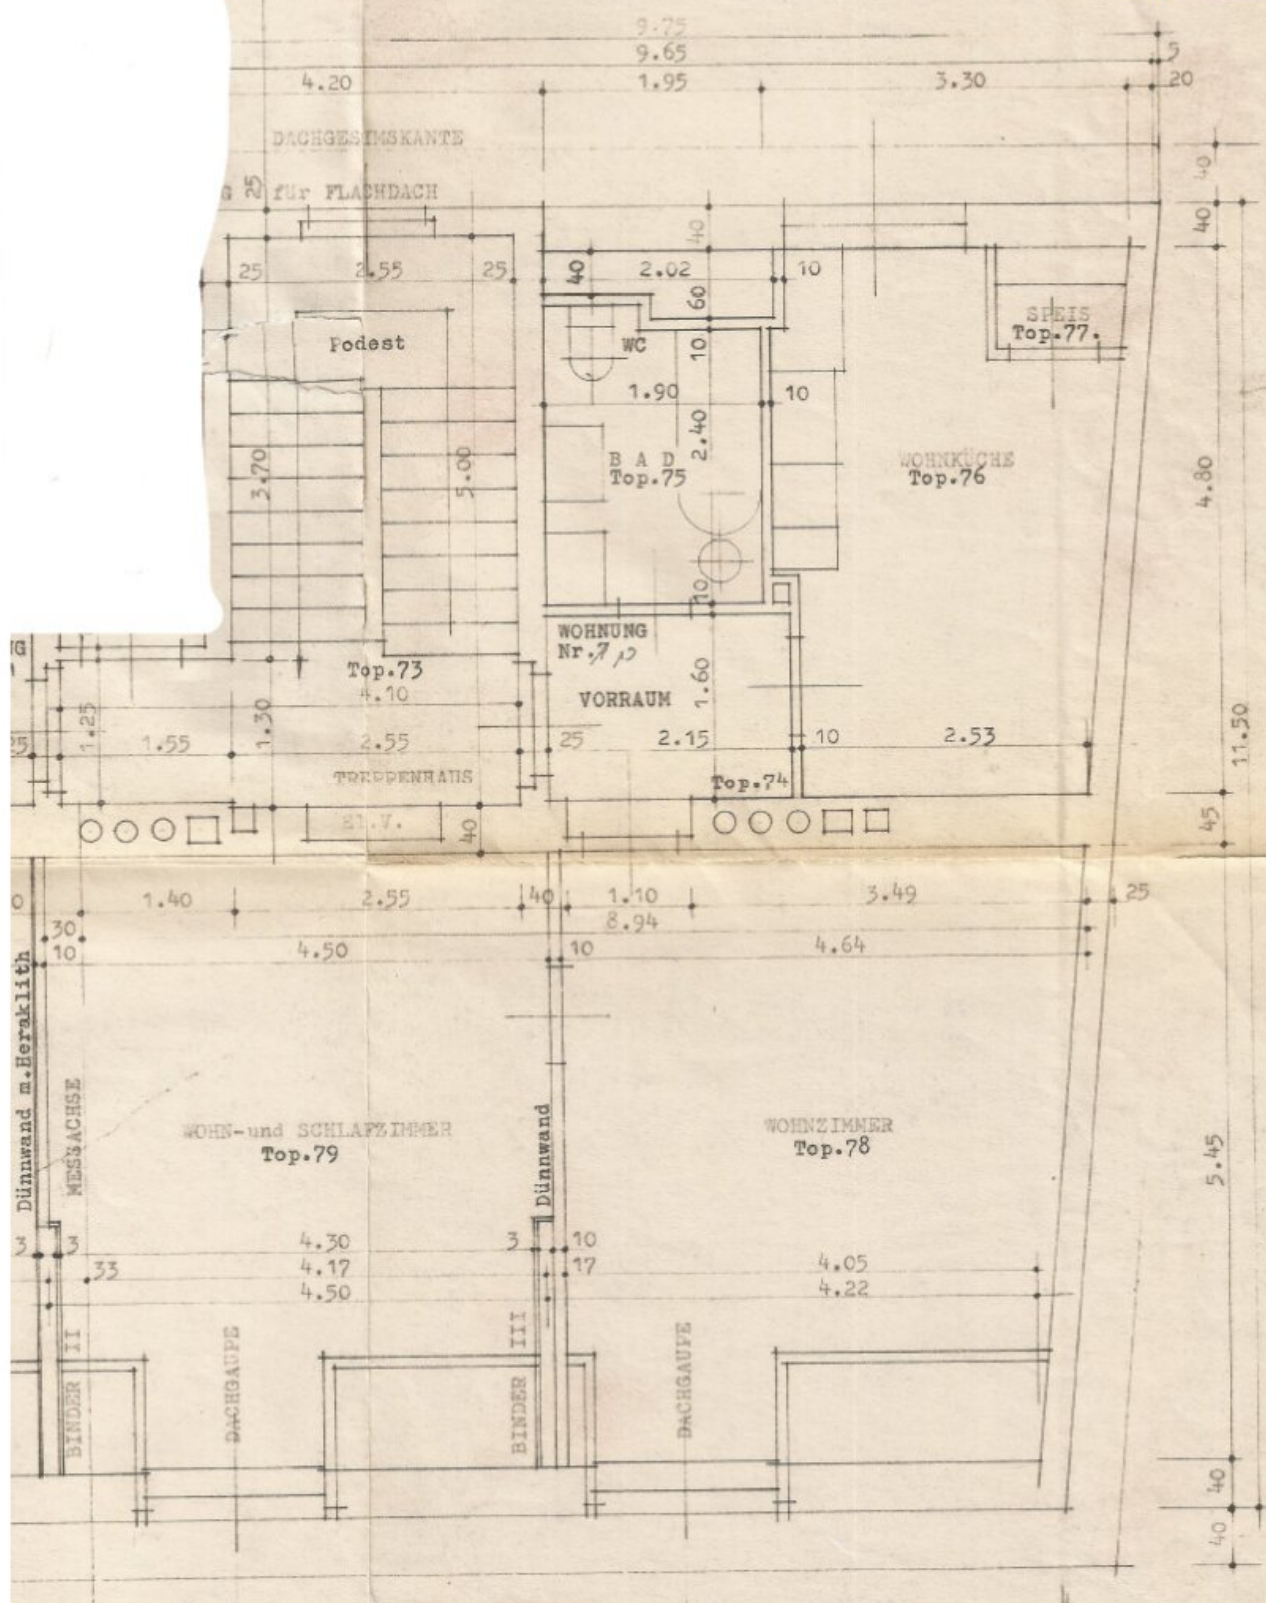 9.75
9.65
5
4.20 1.95 3.30 20
DACHGESIMSKANTE
G 25 für FLACHDACH
40
40
40
25 2.55 25
40 2.02 10
60
SPEIS
Top.77.
Podest
WC
10
1.90 10
2.40
3.70
5.00
B A D
Top.75
WOHNKÜCHE
Top.76
4.80
10
WOHNUNG
Nr.
Top.73
4.10
VORRAUM
1.60
1.25
1.30
25 1.55 2.55 25 2.15 10 2.53
11.50
TREPPENHAUS
Top.74
El.V.
40
45
0 1.40 2.55 40 1.10 3.49 25
8.94
30
10 4.50 10 4.64
Dünnwand m.Heraklith
MESSACHSE
WOHN-und SCHLAFZIMMER
Top.79
Dünnwand
WOHNZIMMER
Top.78
5.45
3 3 4.30 3 10
33 4.17 17 4.05
4.50 4.22
BINDER II
DACHGAUPE
BINDER III
DACHGAUPE
40
40